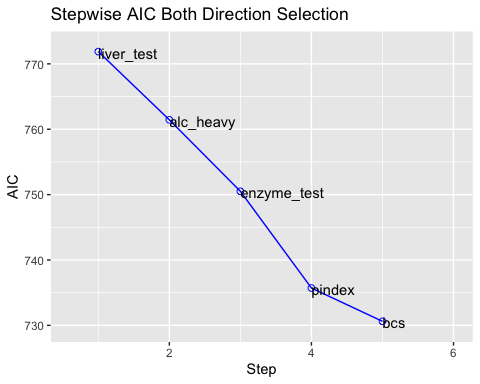 Stepwise AIC Both Direction Selection
770
liver_test
alc_heavy
760
AIC
750
enzyme_test
740
pindex
730
bcs
2
4
6
Step